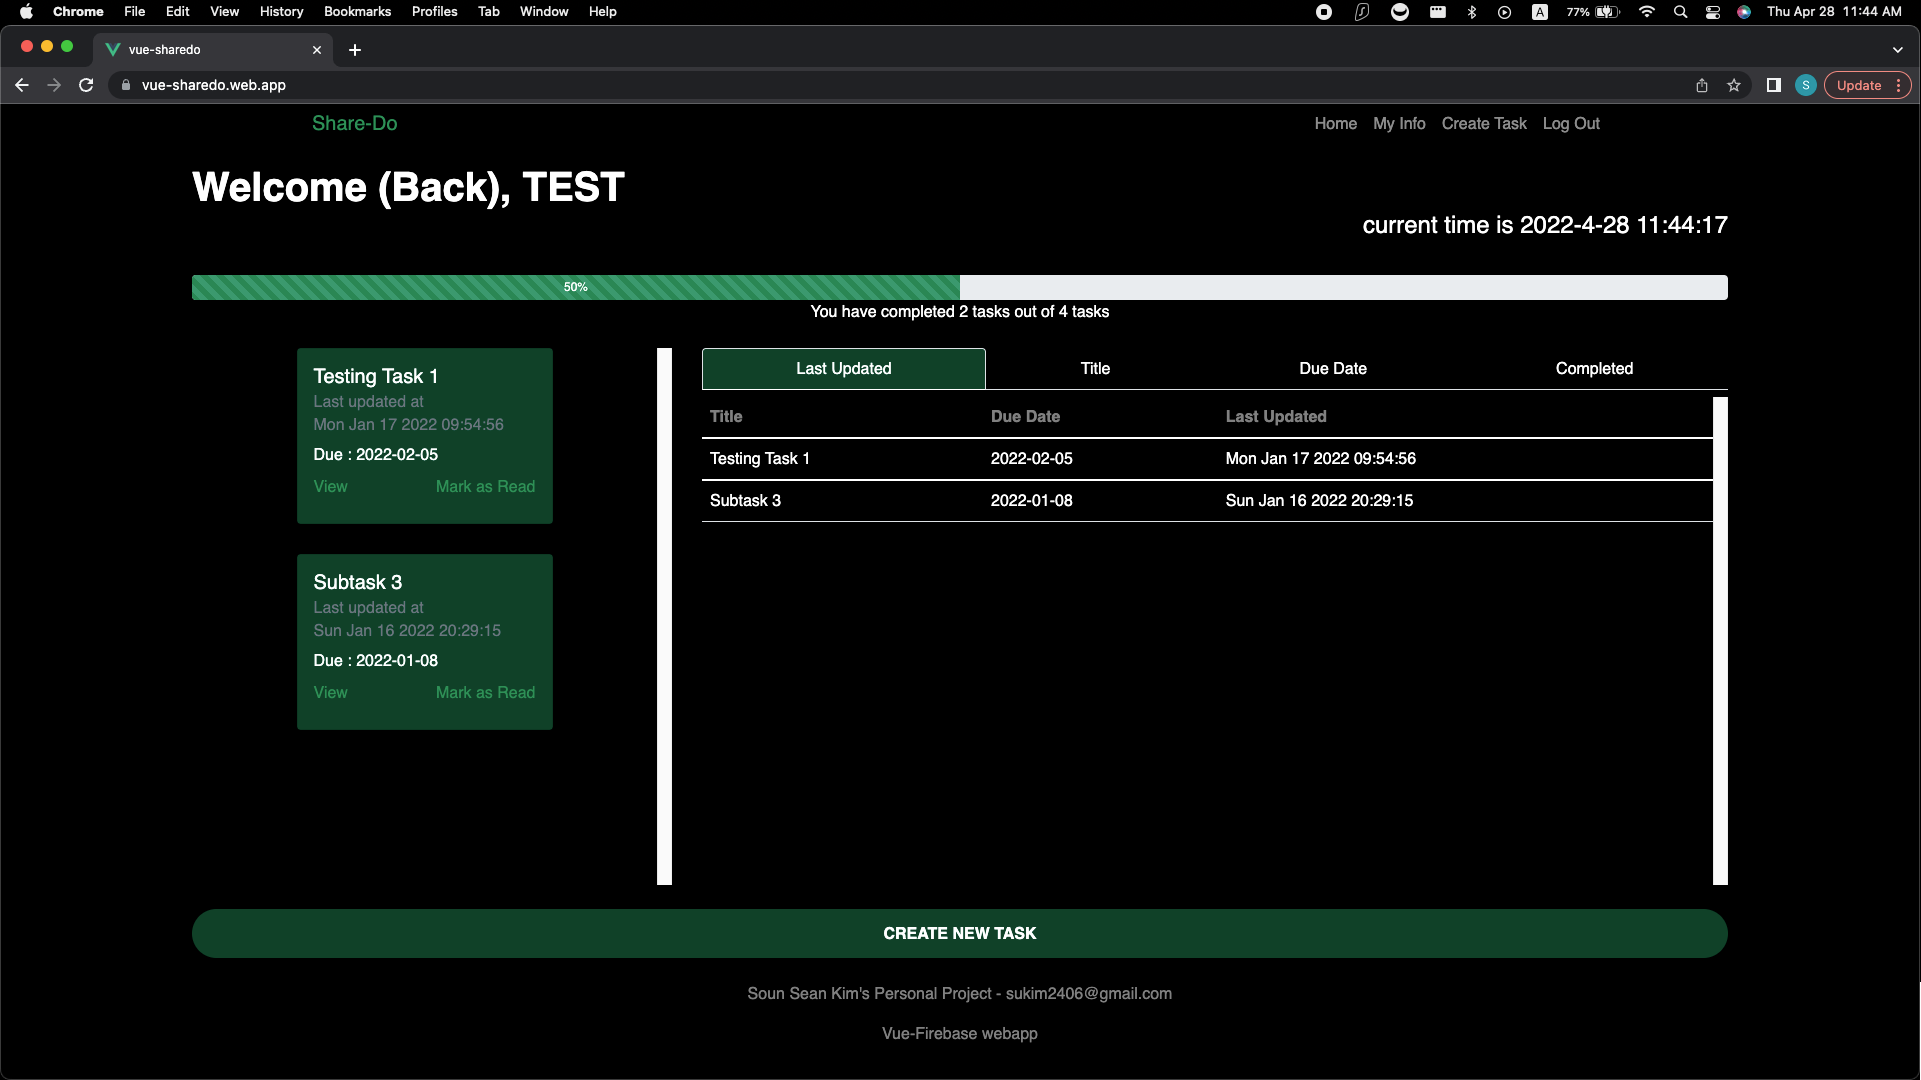 Chrome File Edit View History Bookmarks Profiles Tab Window Help A 77% Thu Apr 28 11:44 AM
vue-sharedo
vue-sharedo.web.app S Update
Share-Do Home My Info Create Task Log Out
Welcome (Back), TEST
current time is 2022-4-28 11:44:17
50%
You have completed 2 tasks out of 4 tasks
Testing Task 1
Last updated at
Mon Jan 17 2022 09:54:56
Due : 2022-02-05
View Mark as Read
Subtask 3
Last updated at
Sun Jan 16 2022 20:29:15
Due : 2022-01-08
View Mark as Read
Last Updated Title Due Date Completed
Title Due Date Last Updated
Testing Task 1 2022-02-05 Mon Jan 17 2022 09:54:56
Subtask 3 2022-01-08 Sun Jan 16 2022 20:29:15
CREATE NEW TASK
Soun Sean Kim's Personal Project - sukim2406@gmail.com
Vue-Firebase webapp